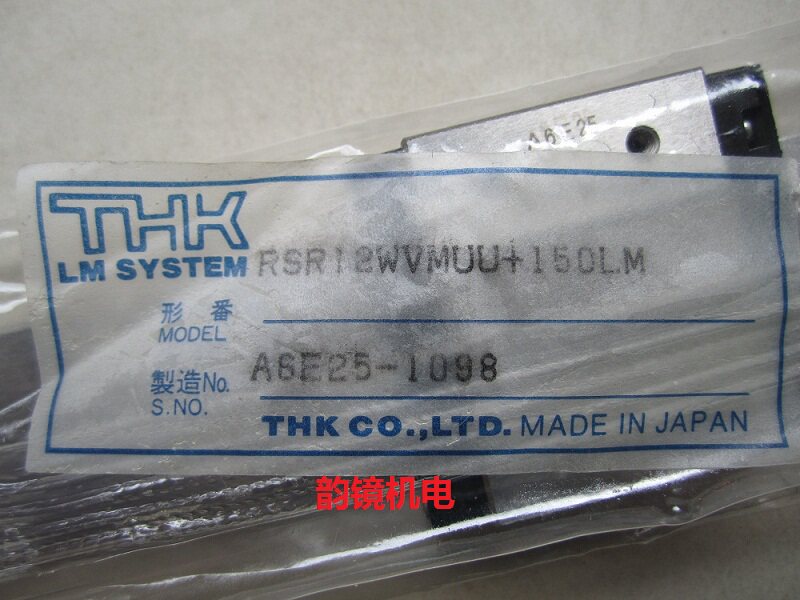 A6E25
THK
LM SYSTEM
RSR12WVMUU+150LM
形番
MODEL
製造No.
S.NO.
A6E25-1098
THK CO.,LTD. MADE IN JAPAN
韵镜机电